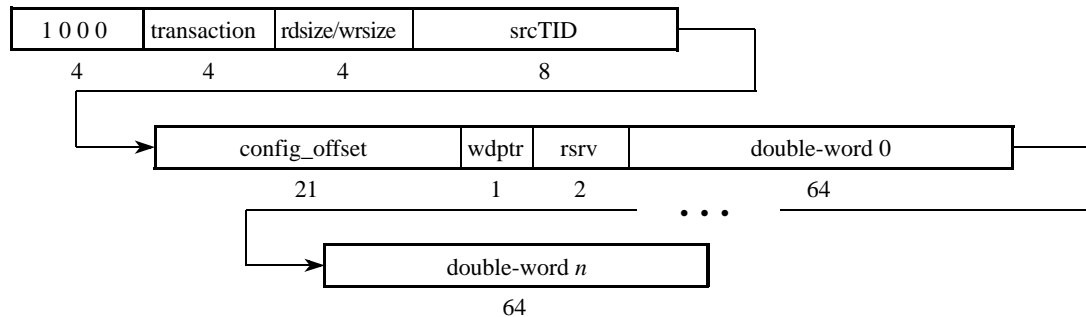 1 0 0 0 transaction rdsize/wrsize srcTID
4 4 4 8
config_offset wdptr rsrv double-word 0
21 1 2 64
• • •
double-word n
64